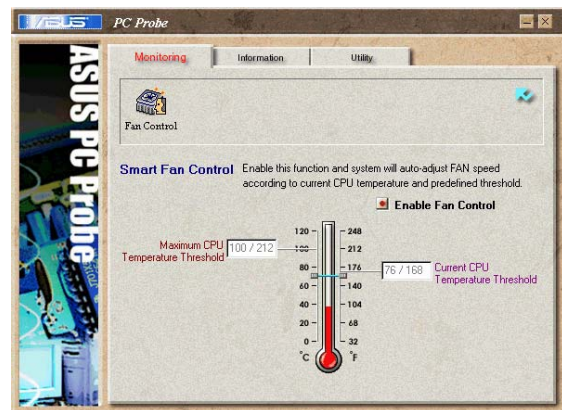 ASUS PC Probe
Monitoring Information Utility
ASUS PC Probe
Fan Control
Smart Fan Control Enable this function and system will auto-adjust FAN speed
according to current CPU temperature and predefined threshold.
Enable Fan Control
Maximum CPU
Temperature Threshold
100 / 212
120 248
100 212
80 176
60 140
40 104
20 68
0 32
°C °F
76 / 168
Current CPU
Temperature Threshold